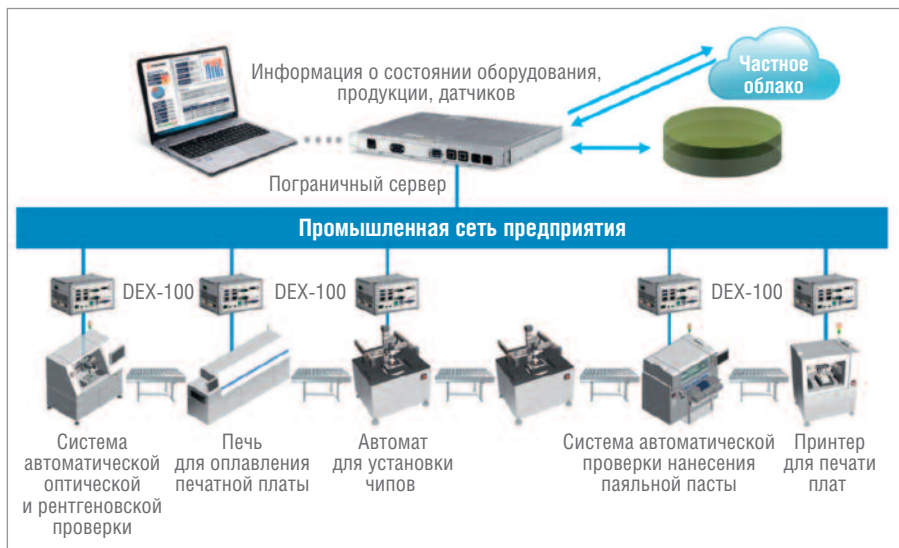 Информация о состоянии оборудования,
продукции, датчиков
Частное
облако
Пограничный сервер
Промышленная сеть предприятия
DEX-100
DEX-100
DEX-100
Система
автоматической
оптической
и рентгеновской
проверки
Печь
для оплавления
печатной платы
Автомат
для установки
чипов
Система автоматической
проверки нанесения
паяльной пасты
Принтер
для печати
плат